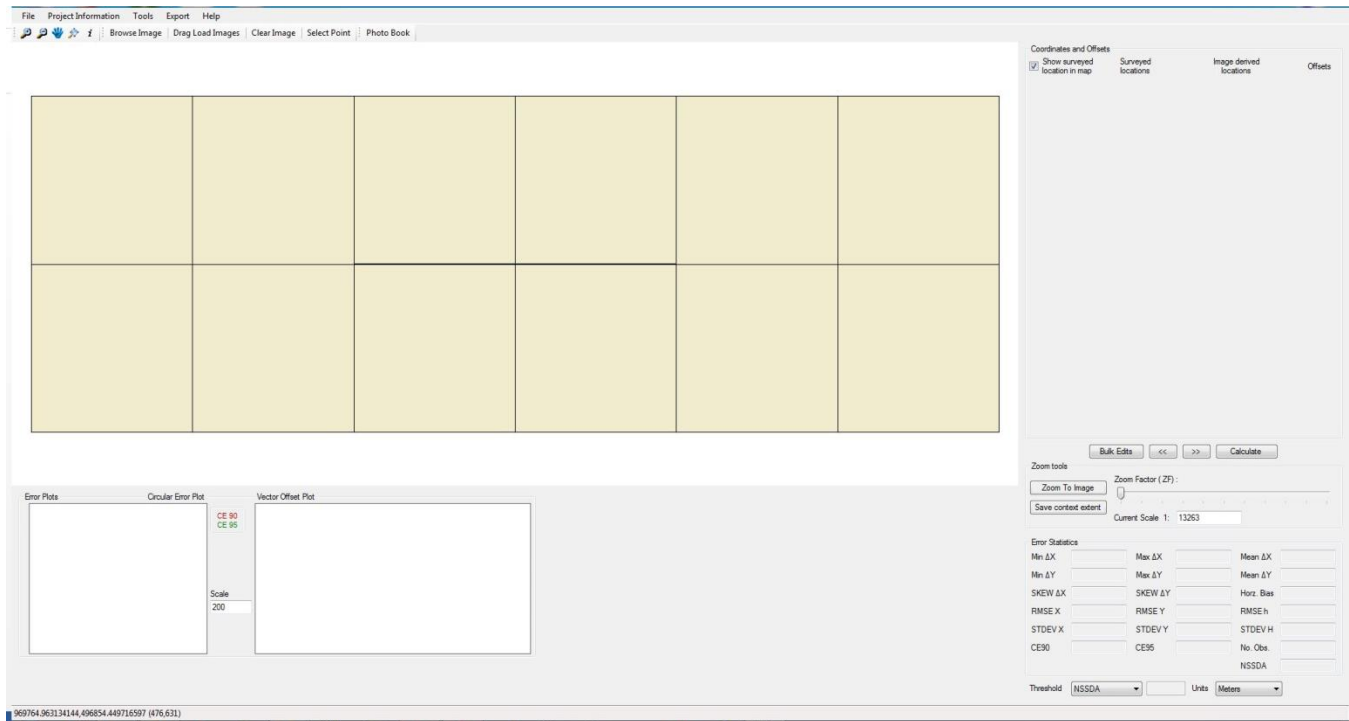 File Project Information Tools Export Help
i Browse Image Drag Load Images Clear Image Select Point Photo Book
Coordinates and Offsets
Show surveyed location in map
Surveyed locations
Image derived locations
Offsets
Bulk Edits << >> Calculate
Zoom tools
Zoom To Image
Zoom Factor ( ZF) :
Save context extent
Current Scale 1: 13263
Error Plots Circular Error Plot Vector Offset Plot
CE 90
CE 95
Scale
200
Error Statistics
Min ΔX Max ΔX Mean ΔX
Min ΔY Max ΔY Mean ΔY
SKEW ΔX SKEW ΔY Horz. Bias
RMSE X RMSE Y RMSE h
STDEV X STDEV Y STDEV H
CE90 CE95 No. Obs.
NSSDA
Threshold NSSDA Units Meters
969764.963134144,496854.449716597 (476,631)